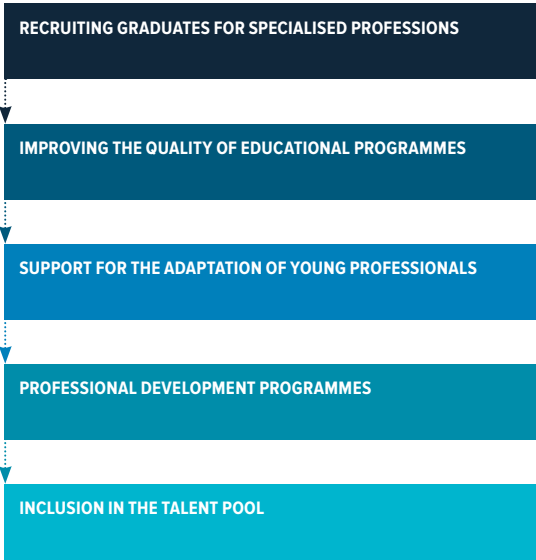 RECRUITING GRADUATES FOR SPECIALISED PROFESSIONS
IMPROVING THE QUALITY OF EDUCATIONAL PROGRAMMES
SUPPORT FOR THE ADAPTATION OF YOUNG PROFESSIONALS
PROFESSIONAL DEVELOPMENT PROGRAMMES
INCLUSION IN THE TALENT POOL